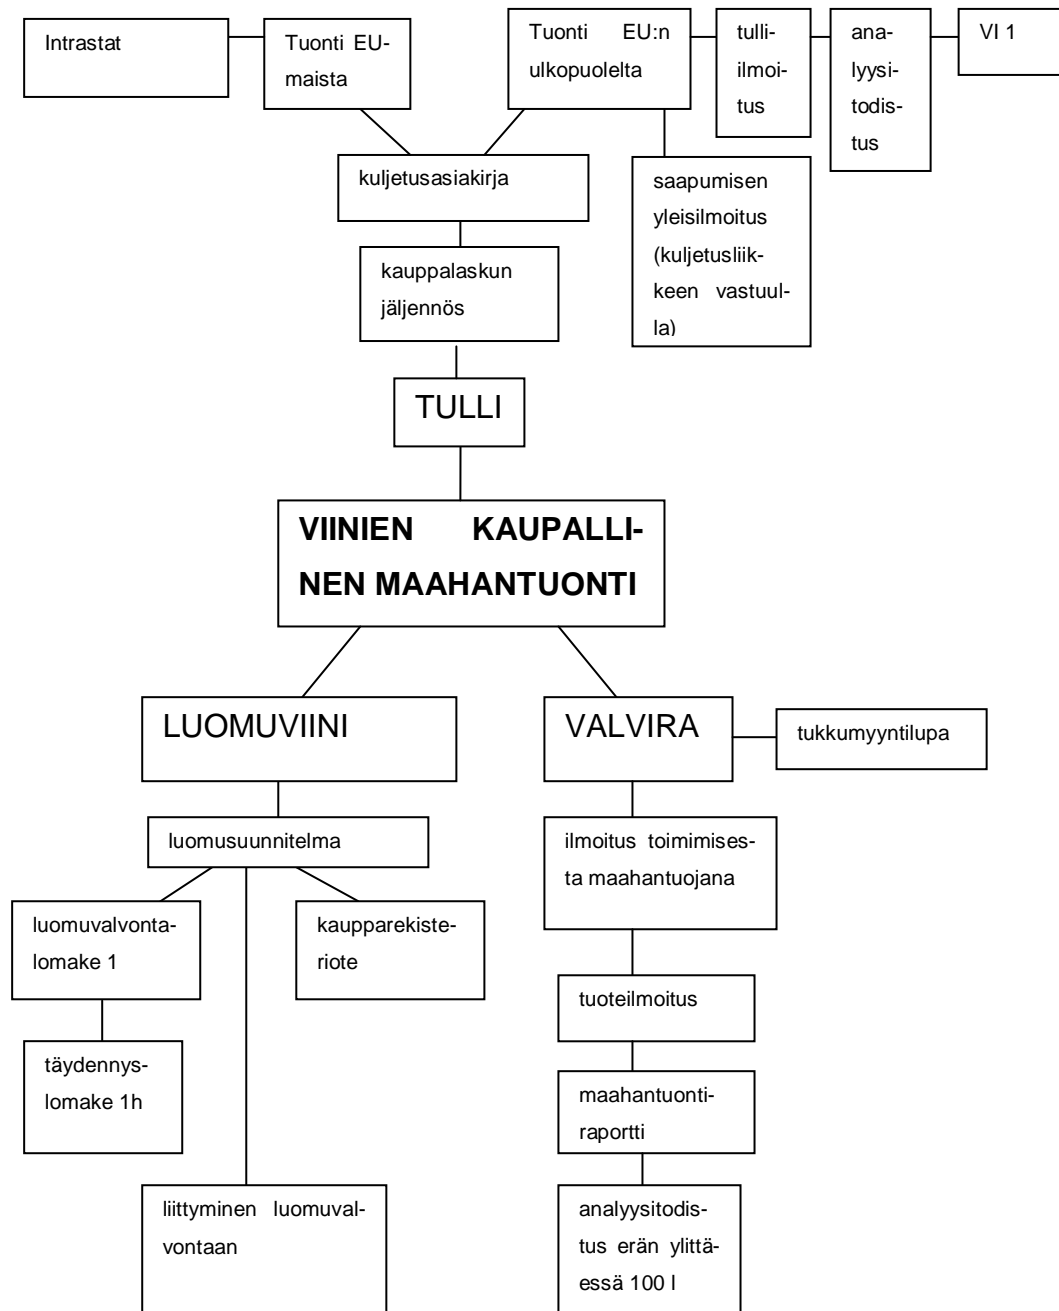 Intrastat
Tuonti EU-
maista
Tuonti EU:n
ulkopuolelta
tulli-
ilmoi-
tus
ana-
lyysi-
todis-
tus
VI 1
kuljetusasiakirja
saapumisen
yleisilmoitus
(kuljetusliik-
keen vastuul-
la)
kauppalaskun
jäljennös
TULLI
VIINIEN KAUPALLI-
NEN MAAHANTUONTI
LUOMUVIINI
VALVIRA
tukkumyyntilupa
luomusuunnitelma
ilmoitus toimimises-
ta maahantuojana
luomuvalvonta-
lomake 1
kaupparekiste-
riote
tuoteilmoitus
täydennys-
lomake 1h
maahantuonti-
raportti
liittyminen luomuval-
vontaan
analyysitodis-
tus erän ylittä-
essä 100 l